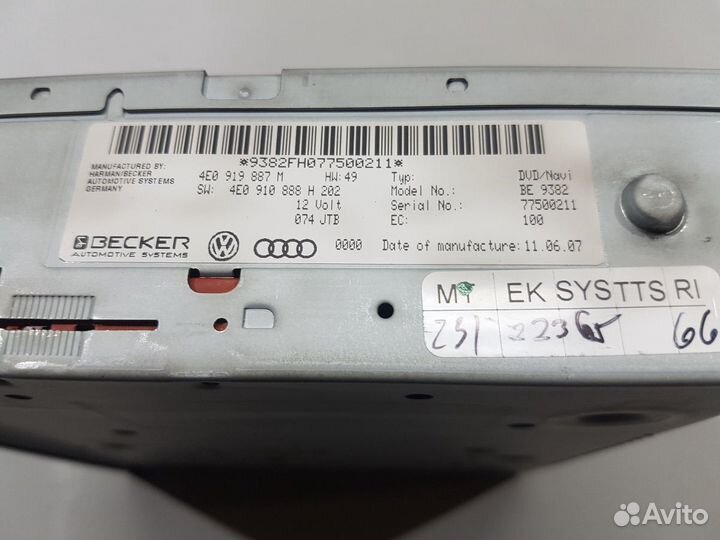 *9382FH077500211*
MANUFACTURED BY:
HARMAN/BECKER
AUTOMOTIVE SYSTEMS
GERMANY
4E0 919 887 M HW:49 Typ: DVD/Navi
SW: 4E0 910 888 H 202 Model No.: BE 9382
12 Volt Serial No.: 77500211
074 JTB EC: 100
BECKER
AUTOMOTIVE SYSTEMS
0000 Date of manufacture: 11.06.07
M EK SYSTTS RI
66
Avito